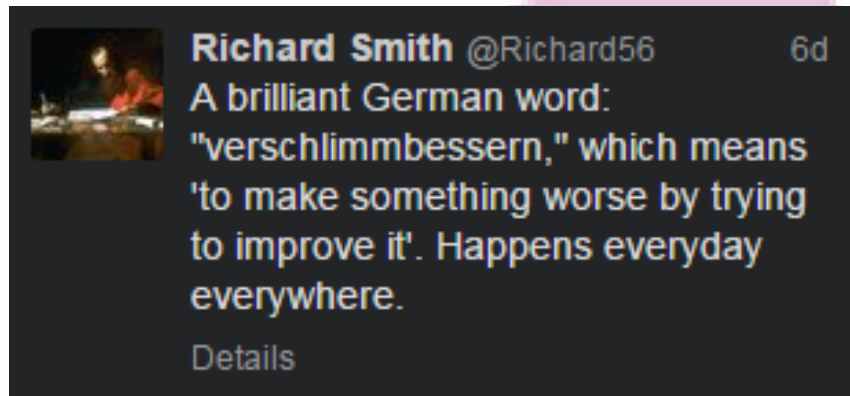 Richard Smith @Richard56 6d
A brilliant German word:
"verschlimmbessern," which means
'to make something worse by trying
to improve it'. Happens everyday
everywhere.
Details